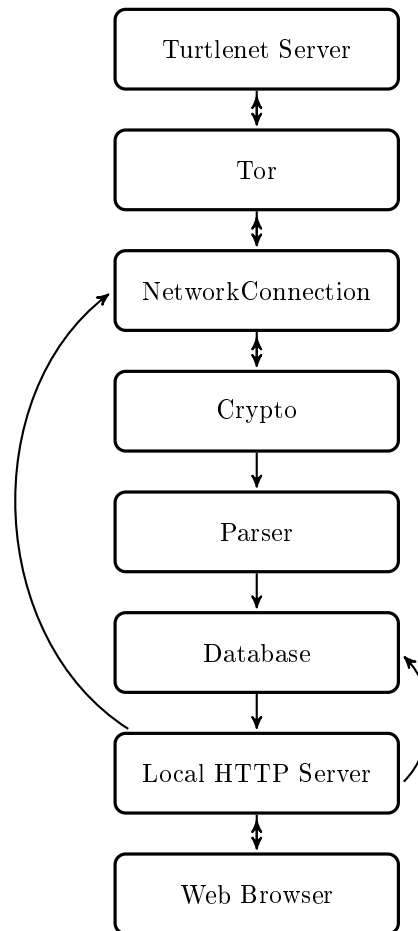 Turtlenet Server
Tor
NetworkConnection
Crypto
Parser
Database
Local HTTP Server
Web Browser